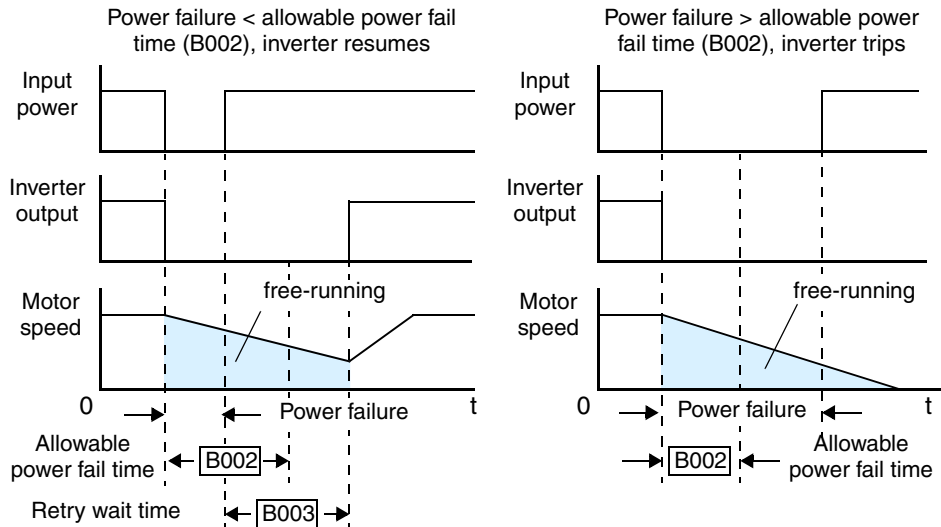 Power failure < allowable power fail
time (B002), inverter resumes
Input
power
Inverter
output
Motor
speed
free-running
0
Power failure
t
Allowable
power fail time
B002
Retry wait time
B003
Power failure > allowable power
fail time (B002), inverter trips
Input
power
Inverter
output
Motor
speed
free-running
0
Power failure
t
B002
Allowable
power fail time